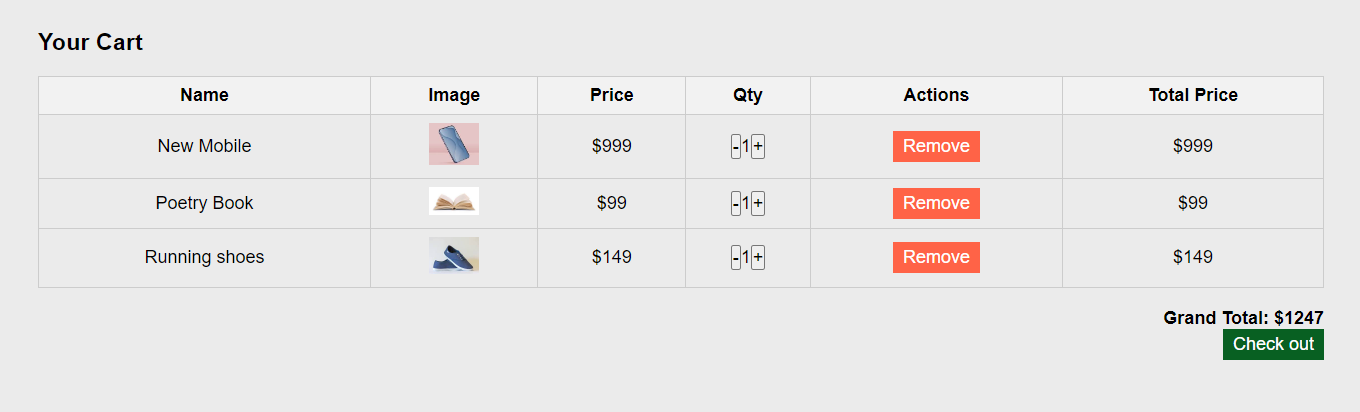 Your Cart
Name Image Price Qty Actions Total Price
New Mobile $999 -1+ Remove $999
Poetry Book $99 -1+ Remove $99
Running shoes $149 -1+ Remove $149
Grand Total: $1247
Check out